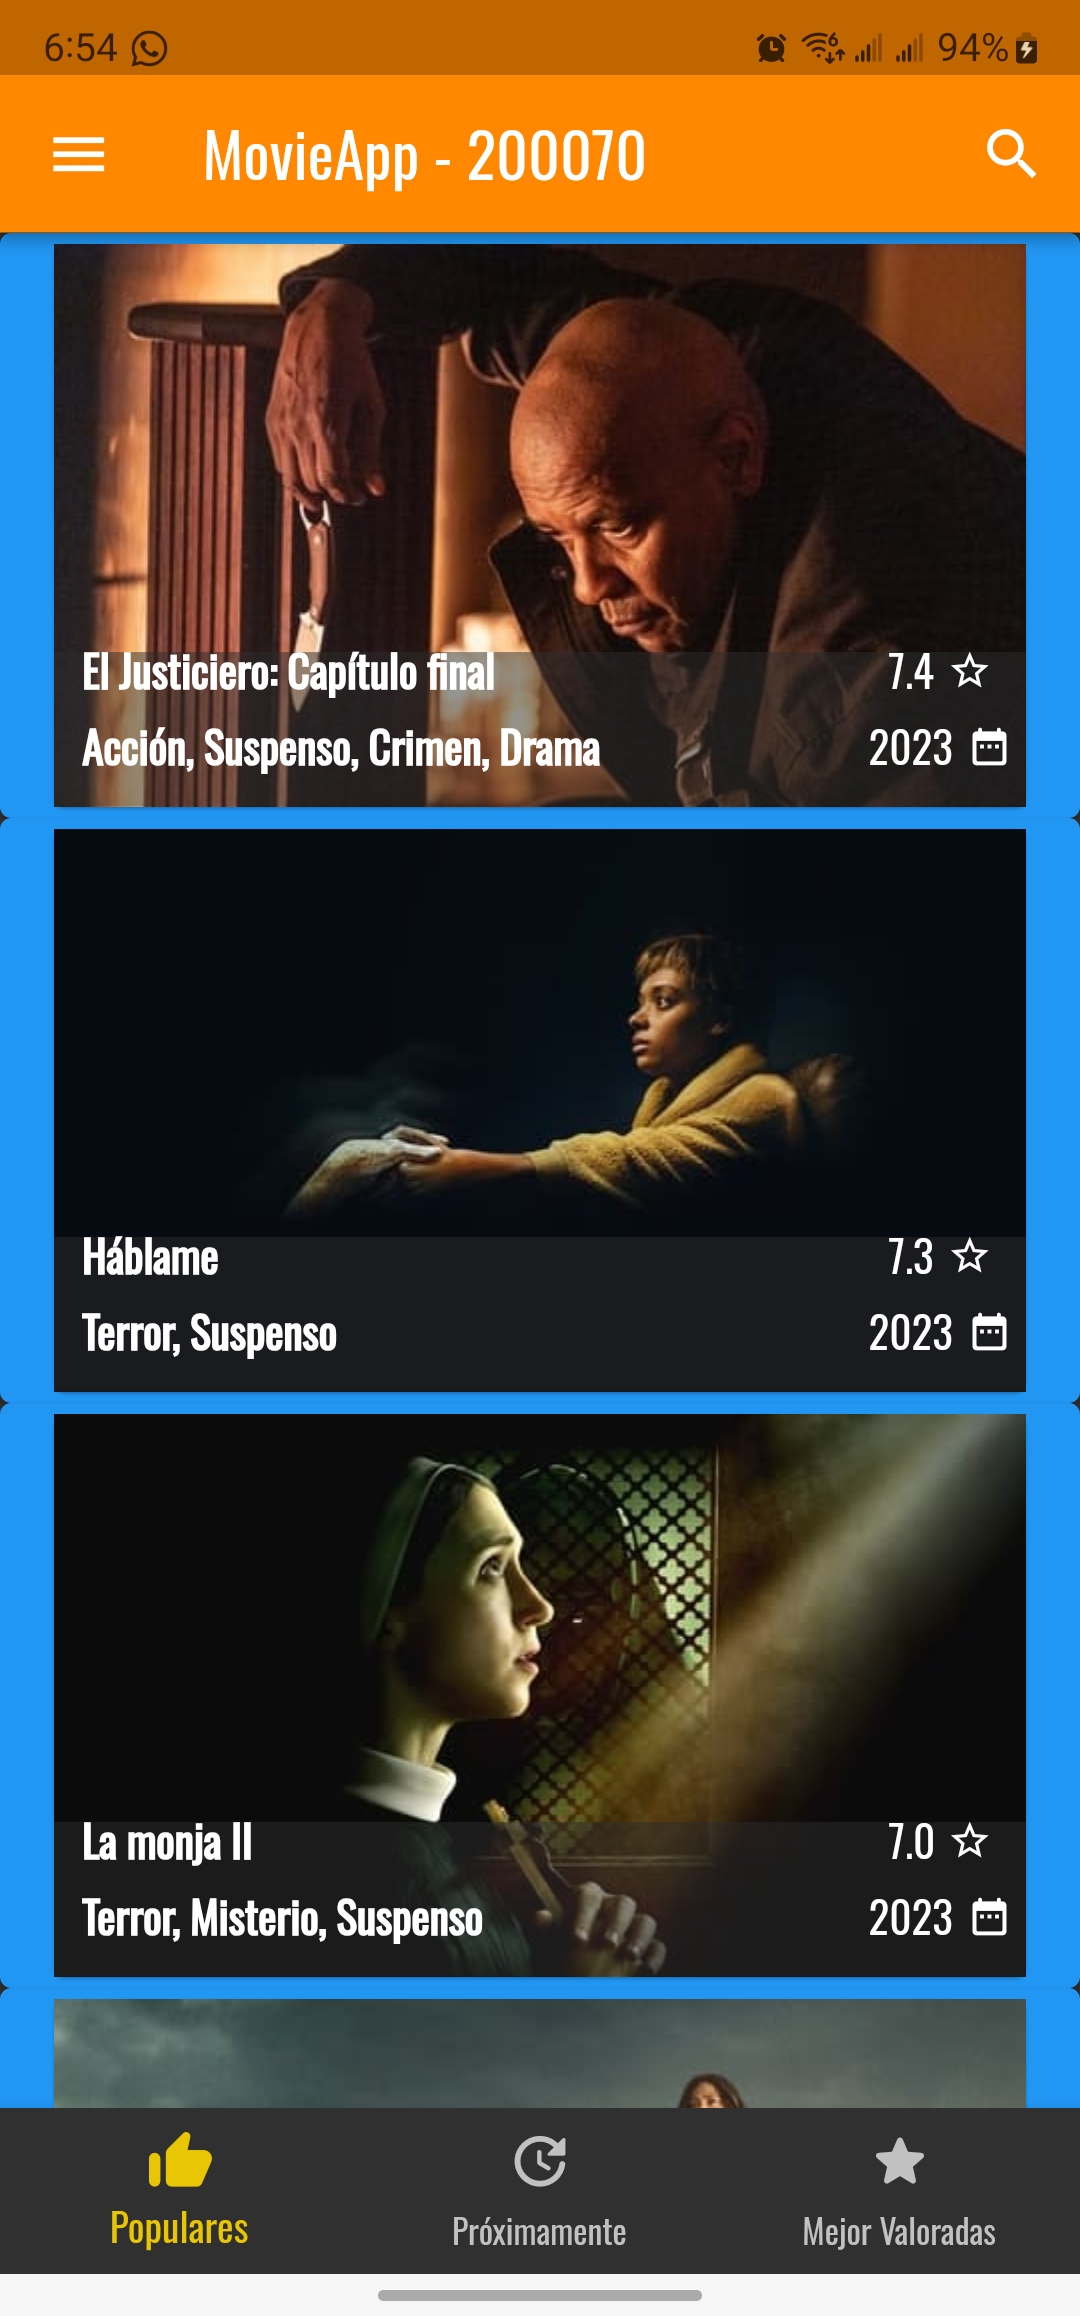 6:54 94%
MovieApp - 200070
El Justiciero: Capítulo final 7.4
Acción, Suspenso, Crimen, Drama 2023
Háblame 7.3
Terror, Suspenso 2023
La monja II 7.0
Terror, Misterio, Suspenso 2023
Populares Próximamente Mejor Valoradas